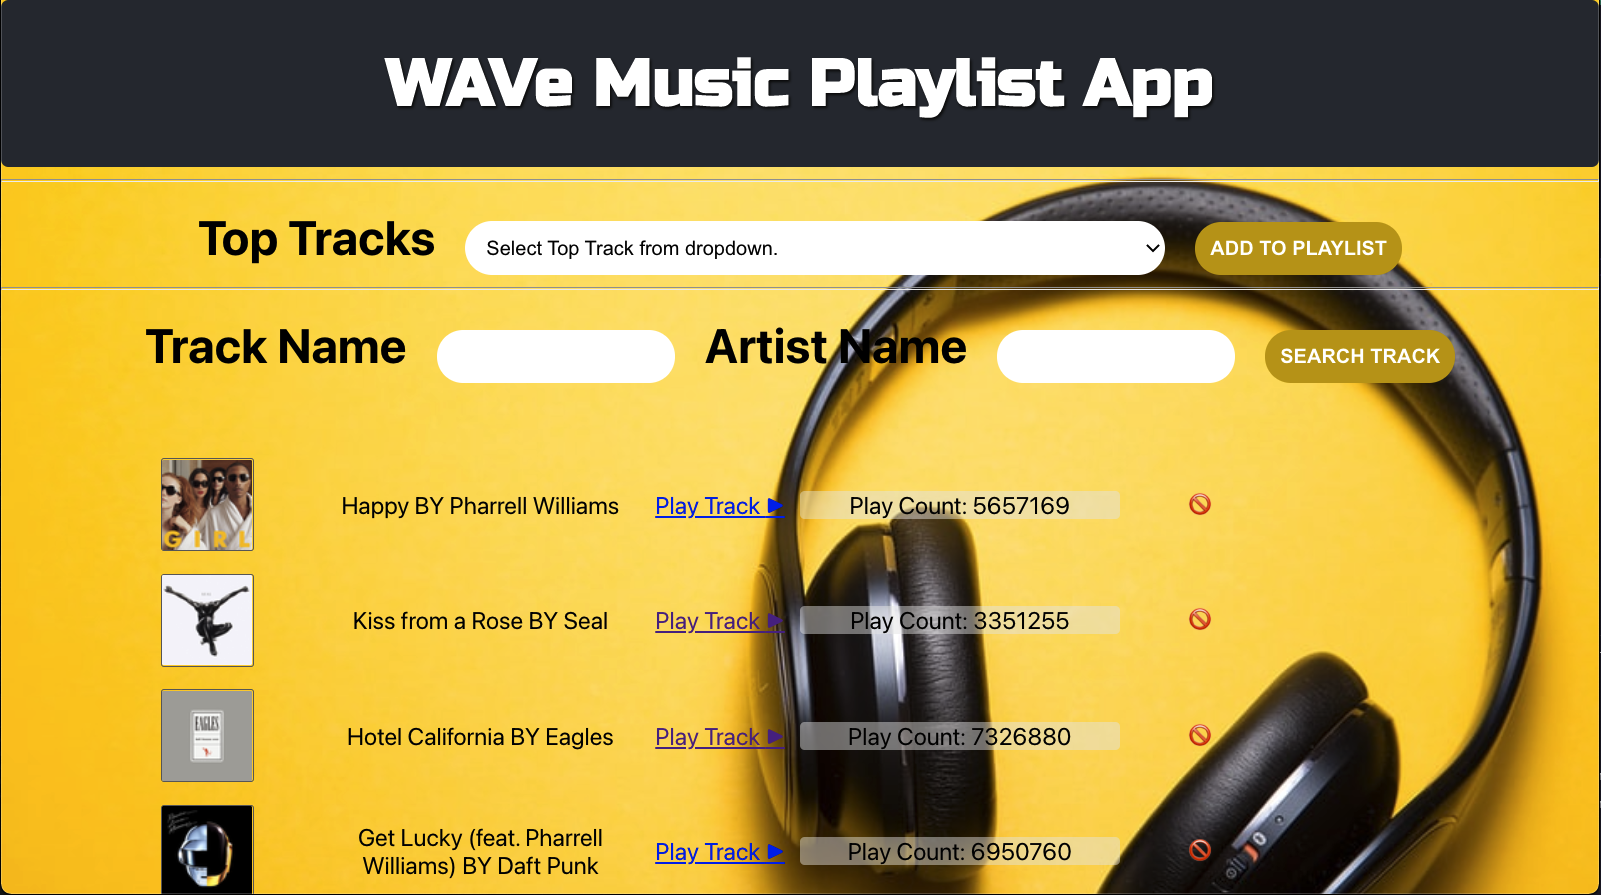 WAVe Music Playlist App
Top Tracks
Select Top Track from dropdown.
ADD TO PLAYLIST
Track Name
Artist Name
SEARCH TRACK
GIRL
Happy BY Pharrell Williams
Play Track ►
Play Count: 5657169
Kiss from a Rose BY Seal
Play Track ►
Play Count: 3351255
EAGLES
Hotel California BY Eagles
Play Track ►
Play Count: 7326880
Get Lucky (feat. Pharrell
Williams) BY Daft Punk
Play Track ►
Play Count: 6950760